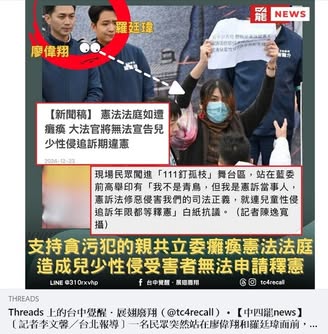 罷 NEWS
羅廷瑋
廖偉翔
【新聞稿】 憲法法庭如遭
癱瘓 大法官將無法宣告兒
少性侵追訴期違憲
2024-12-23
現場民眾闖進「111釘孤枝」舞台區，站在藍委
前高舉印有「我不是青鳥，但我是憲訴當事人，
憲訴法修惡侵害我們的司法正義，就連兒童性侵
追訴年限都等釋憲」白紙抗議。（記者陳逸寬
攝）
支持貪污犯的親共立委癱瘓憲法法庭
造成兒少性侵受害者無法申請釋憲
310rxvhp
tc4recall
THREADS
Threads 上的台中覺醒・展翅鷹翔（@tc4recall）・【中四罷news】
〔記者李文馨／台北報導〕一名民眾突然站在廖偉翔和羅廷瑋面前，...